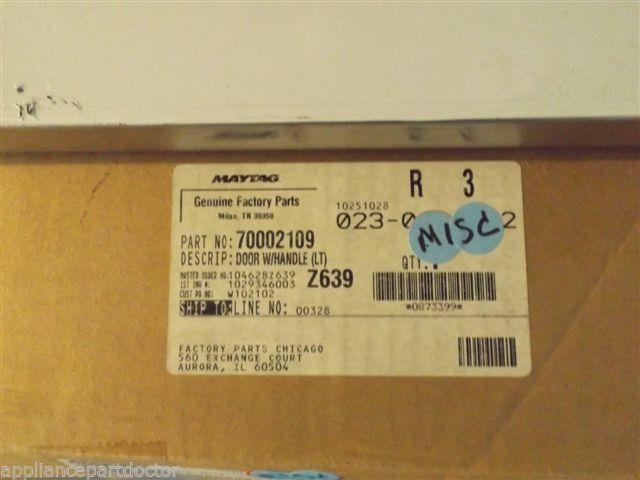 MAYTAG
Genuine Factory Parts
Milan, TN 38358
R 3
10251028
023-0
2
MISC
PART NO: 70002109
DESCRIP: DOOR W/HANDLE (LT)
QTY:
MASTER ORDER NO: 104628Z639
Z639
1ST INV #: 1029346003
CUST PO NO: W102102
SHIP TO: LINE NO: 00328
*0873399*
FACTORY PARTS CHICAGO
560 EXCHANGE COURT
AURORA, IL 60504
© appliancepartdoctor